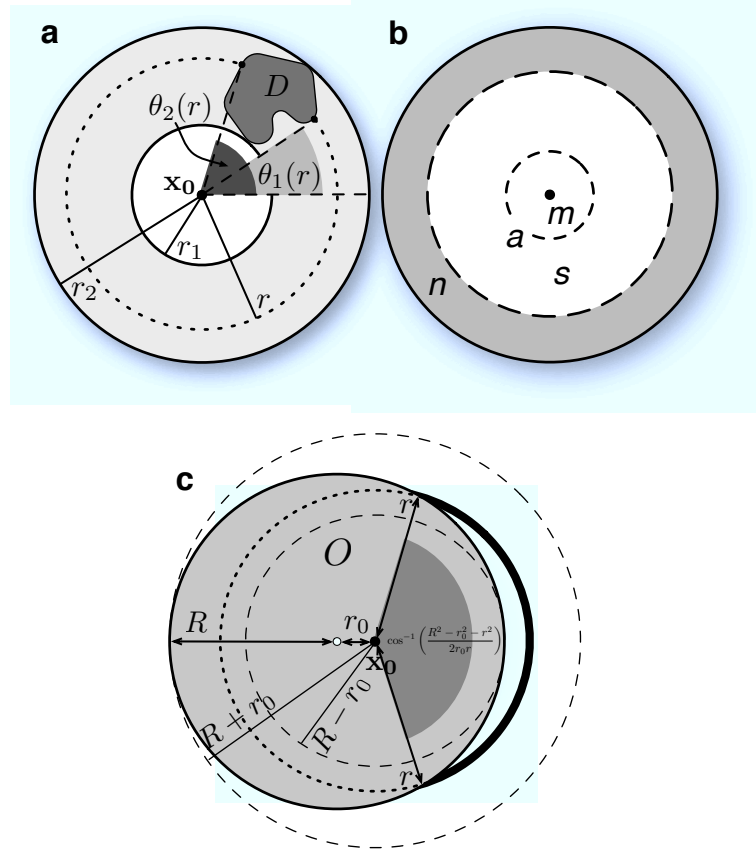 a
D
θ₂(r)
θ₁(r)
x₀
r₁
r₂
r
b
m
a
s
n
c
r
O
R
r₀
cos⁻¹ ( (R² − r₀² − r²) / (2r₀r) )
x₀
R + r₀
R − r₀
r